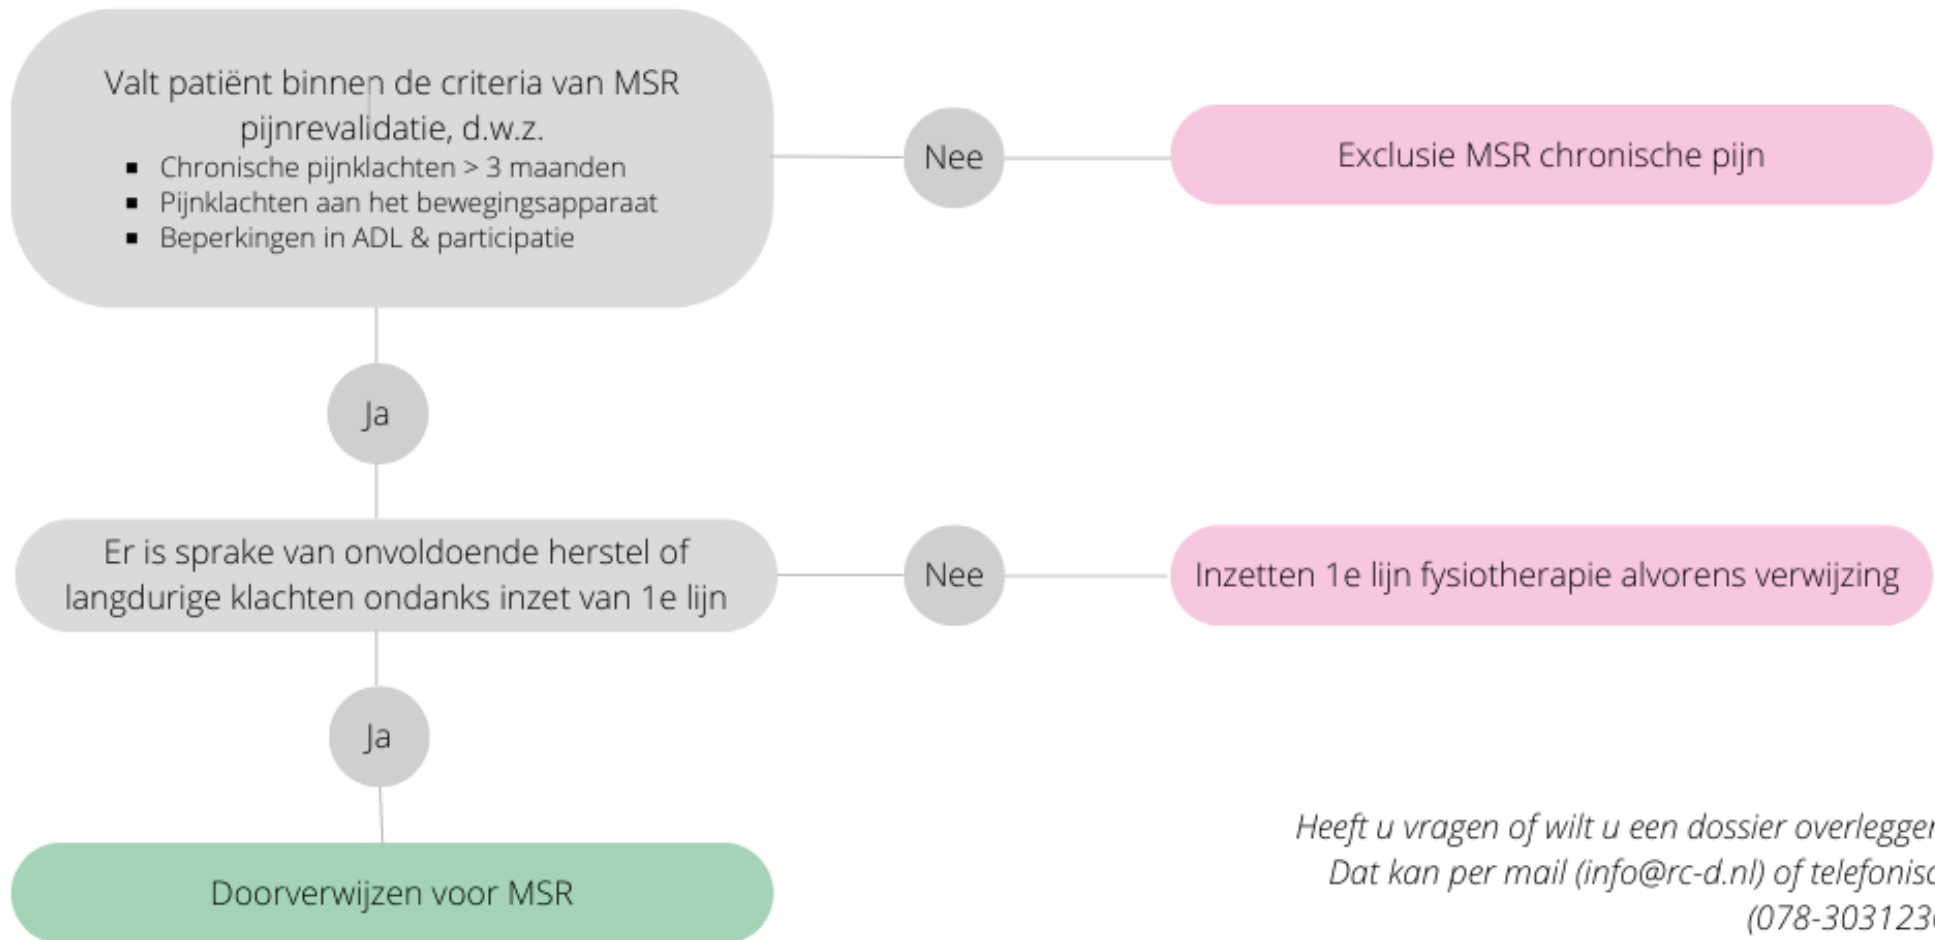 Valt patiënt binnen de criteria van MSR
pijnrevalidatie, d.w.z.
▪ Chronische pijnklachten > 3 maanden
▪ Pijnklachten aan het bewegingsapparaat
▪ Beperkingen in ADL & participatie
Nee
Exclusie MSR chronische pijn
Ja
Er is sprake van onvoldoende herstel of
langdurige klachten ondanks inzet van 1e lijn
Nee
Inzetten 1e lijn fysiotherapie alvorens verwijzing
Ja
Doorverwijzen voor MSR
Heeft u vragen of wilt u een dossier
Dat kan per mail (info@rc-d.nl) of